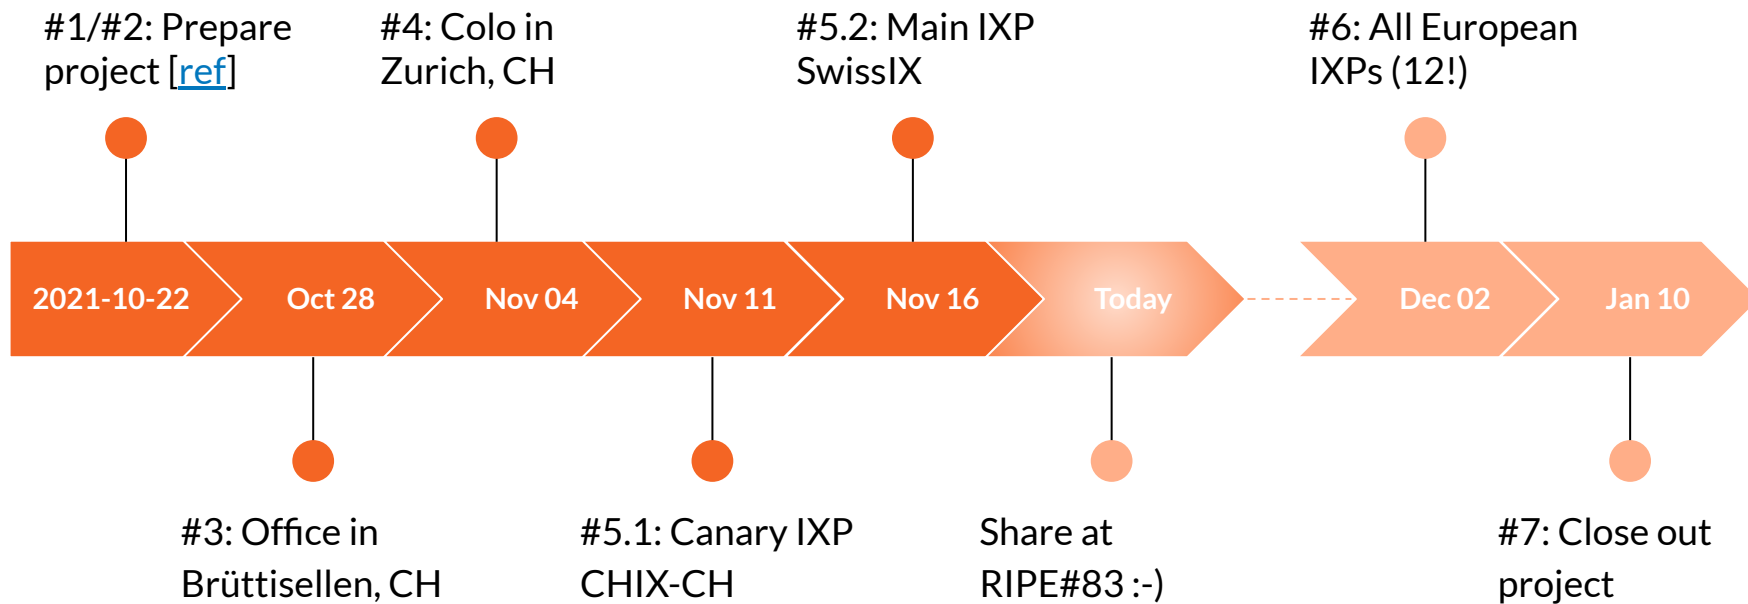 #1/#2: Prepare
project [ref]
#4: Colo in
Zurich, CH
#5.2: Main IXP
SwissIX
#6: All European
IXPs (12!)
2021-10-22
Oct 28
Nov 04
Nov 11
Nov 16
Today
Dec 02
Jan 10
#3: Office in
Brüttisellen, CH
#5.1: Canary IXP
CHIX-CH
Share at
RIPE#83 :-)
#7: Close out
project